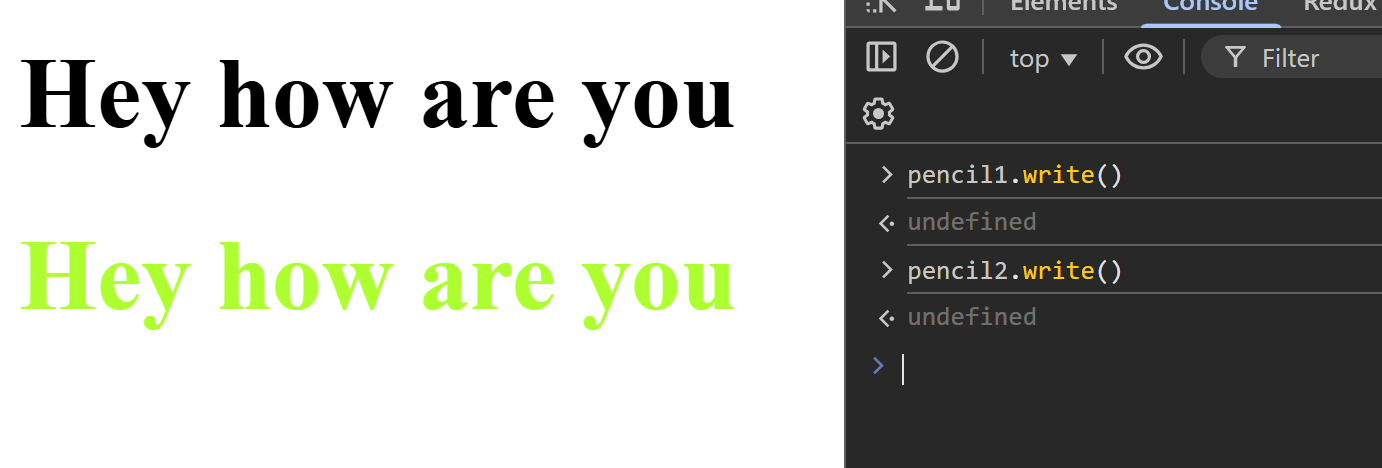 Hey how are you
Hey how are you
Elements Console Redux
top Filter
pencil1.write()
undefined
pencil2.write()
undefined